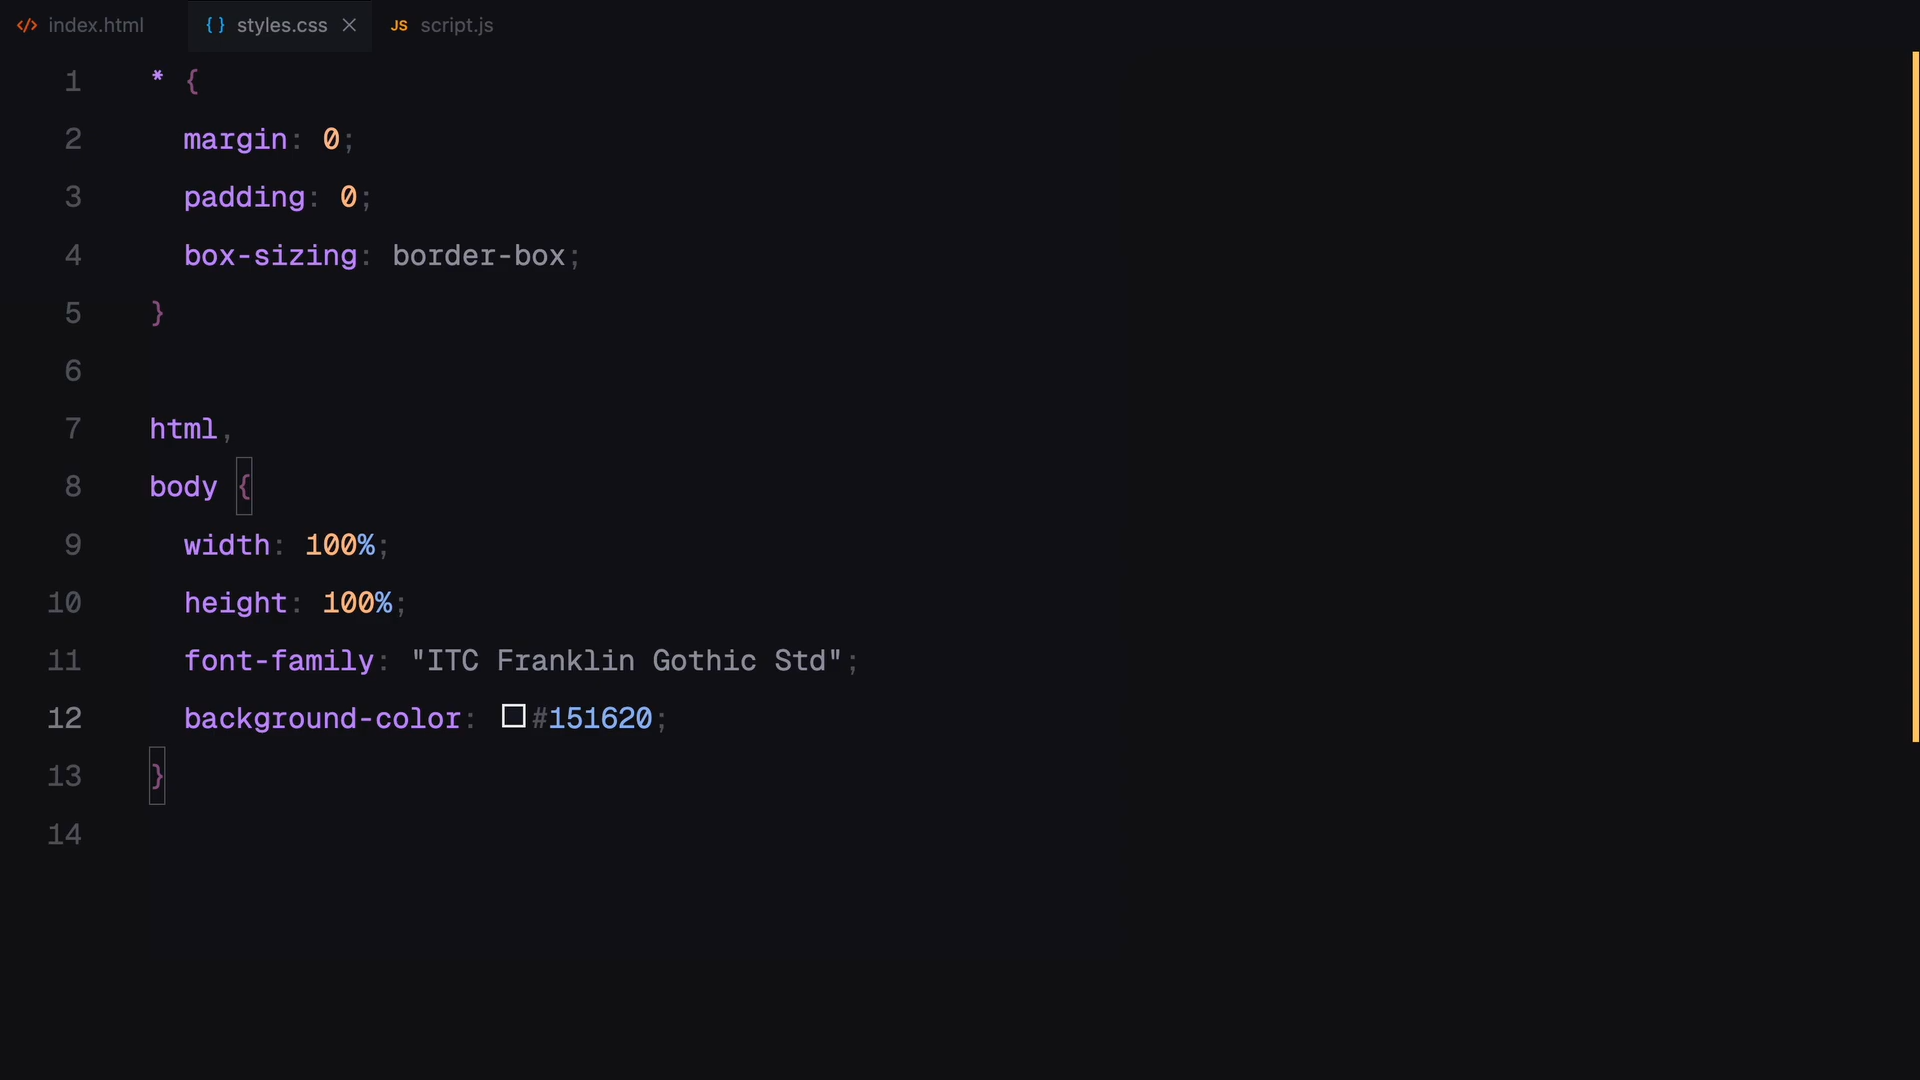 index.html styles.css JS script.js
1 * {
2 margin: 0;
3 padding: 0;
4 box-sizing: border-box;
5 }
6
7 html,
8 body {
9 width: 100%;
10 height: 100%;
11 font-family: "ITC Franklin Gothic Std";
12 background-color: #151620;
13 }
14